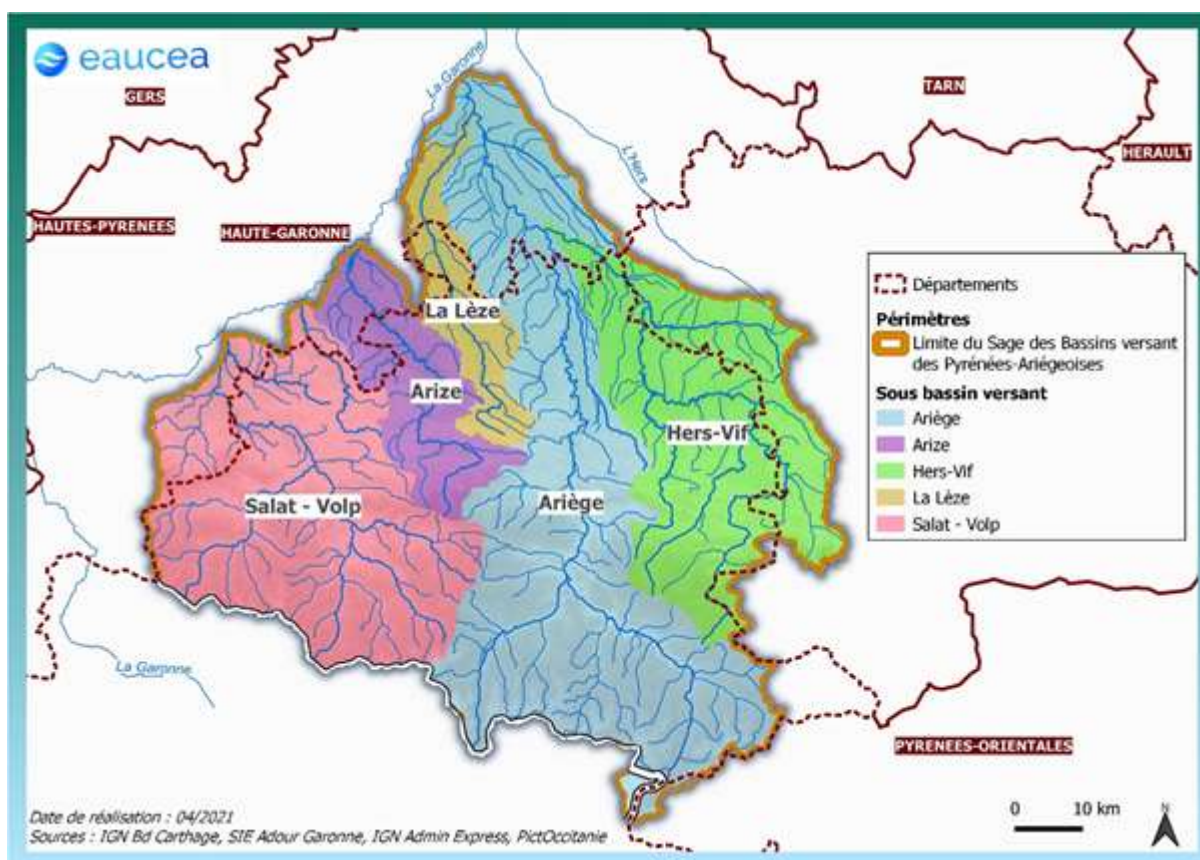 eaucea
GERS
La Garonne
TARN
L'Hers
HERAULT
HAUTES-PYRENEES
HAUTE-GARONNE
Départements
Périmètres
Limite du Sage des Bassins versant
des Pyrénées-Ariégeoises
Sous bassin versant
Ariège
Arize
Hers-Vif
La Lèze
Salat - Volp
La Lèze
Arize
Hers-Vif
Salat - Volp
Ariège
La Garonne
PYRENEES-ORIENTALES
Date de réalisation : 04/2021
Sources : IGN Bd Carthage, SIE Adour Garonne, IGN Admin Express, PictOccitanie
0 10 km
N